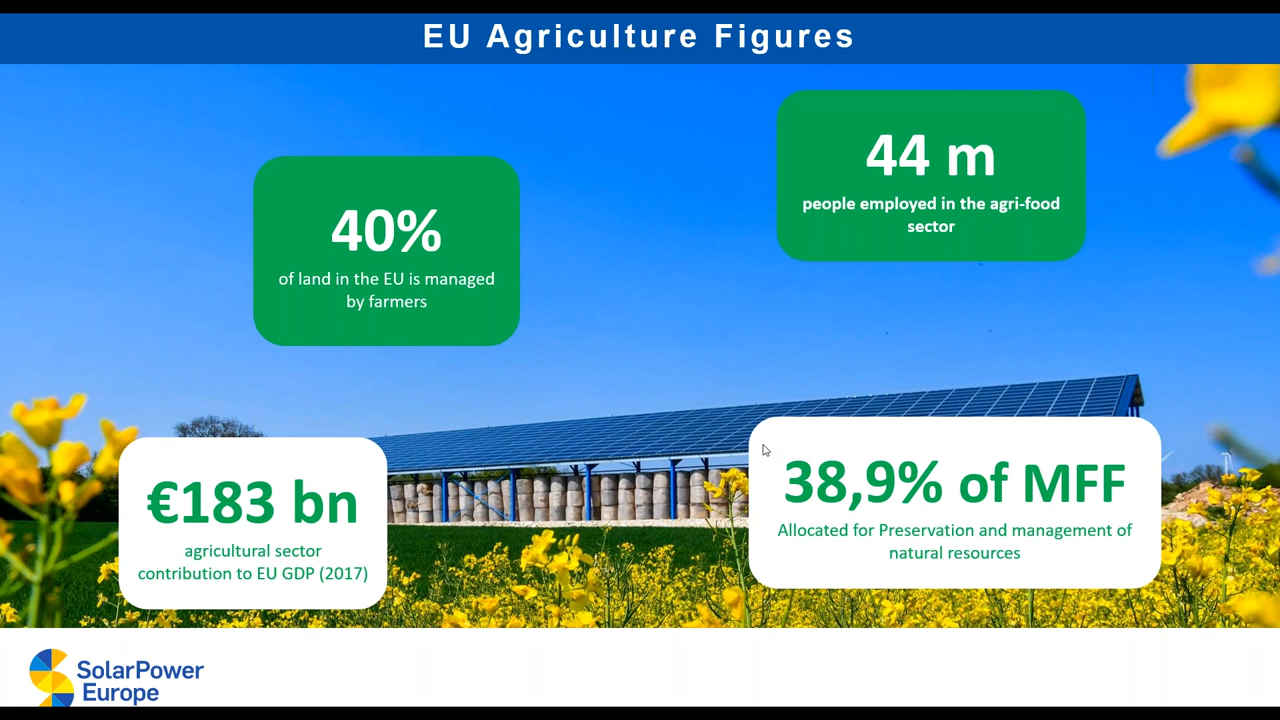 EU Agriculture Figures
44 m
people employed in the agri-food
sector
40%
of land in the EU is managed
by farmers
€183 bn
agricultural sector
contribution to EU GDP (2017)
38,9% of MFF
Allocated for Preservation and management of
natural resources
SolarPower
Europe